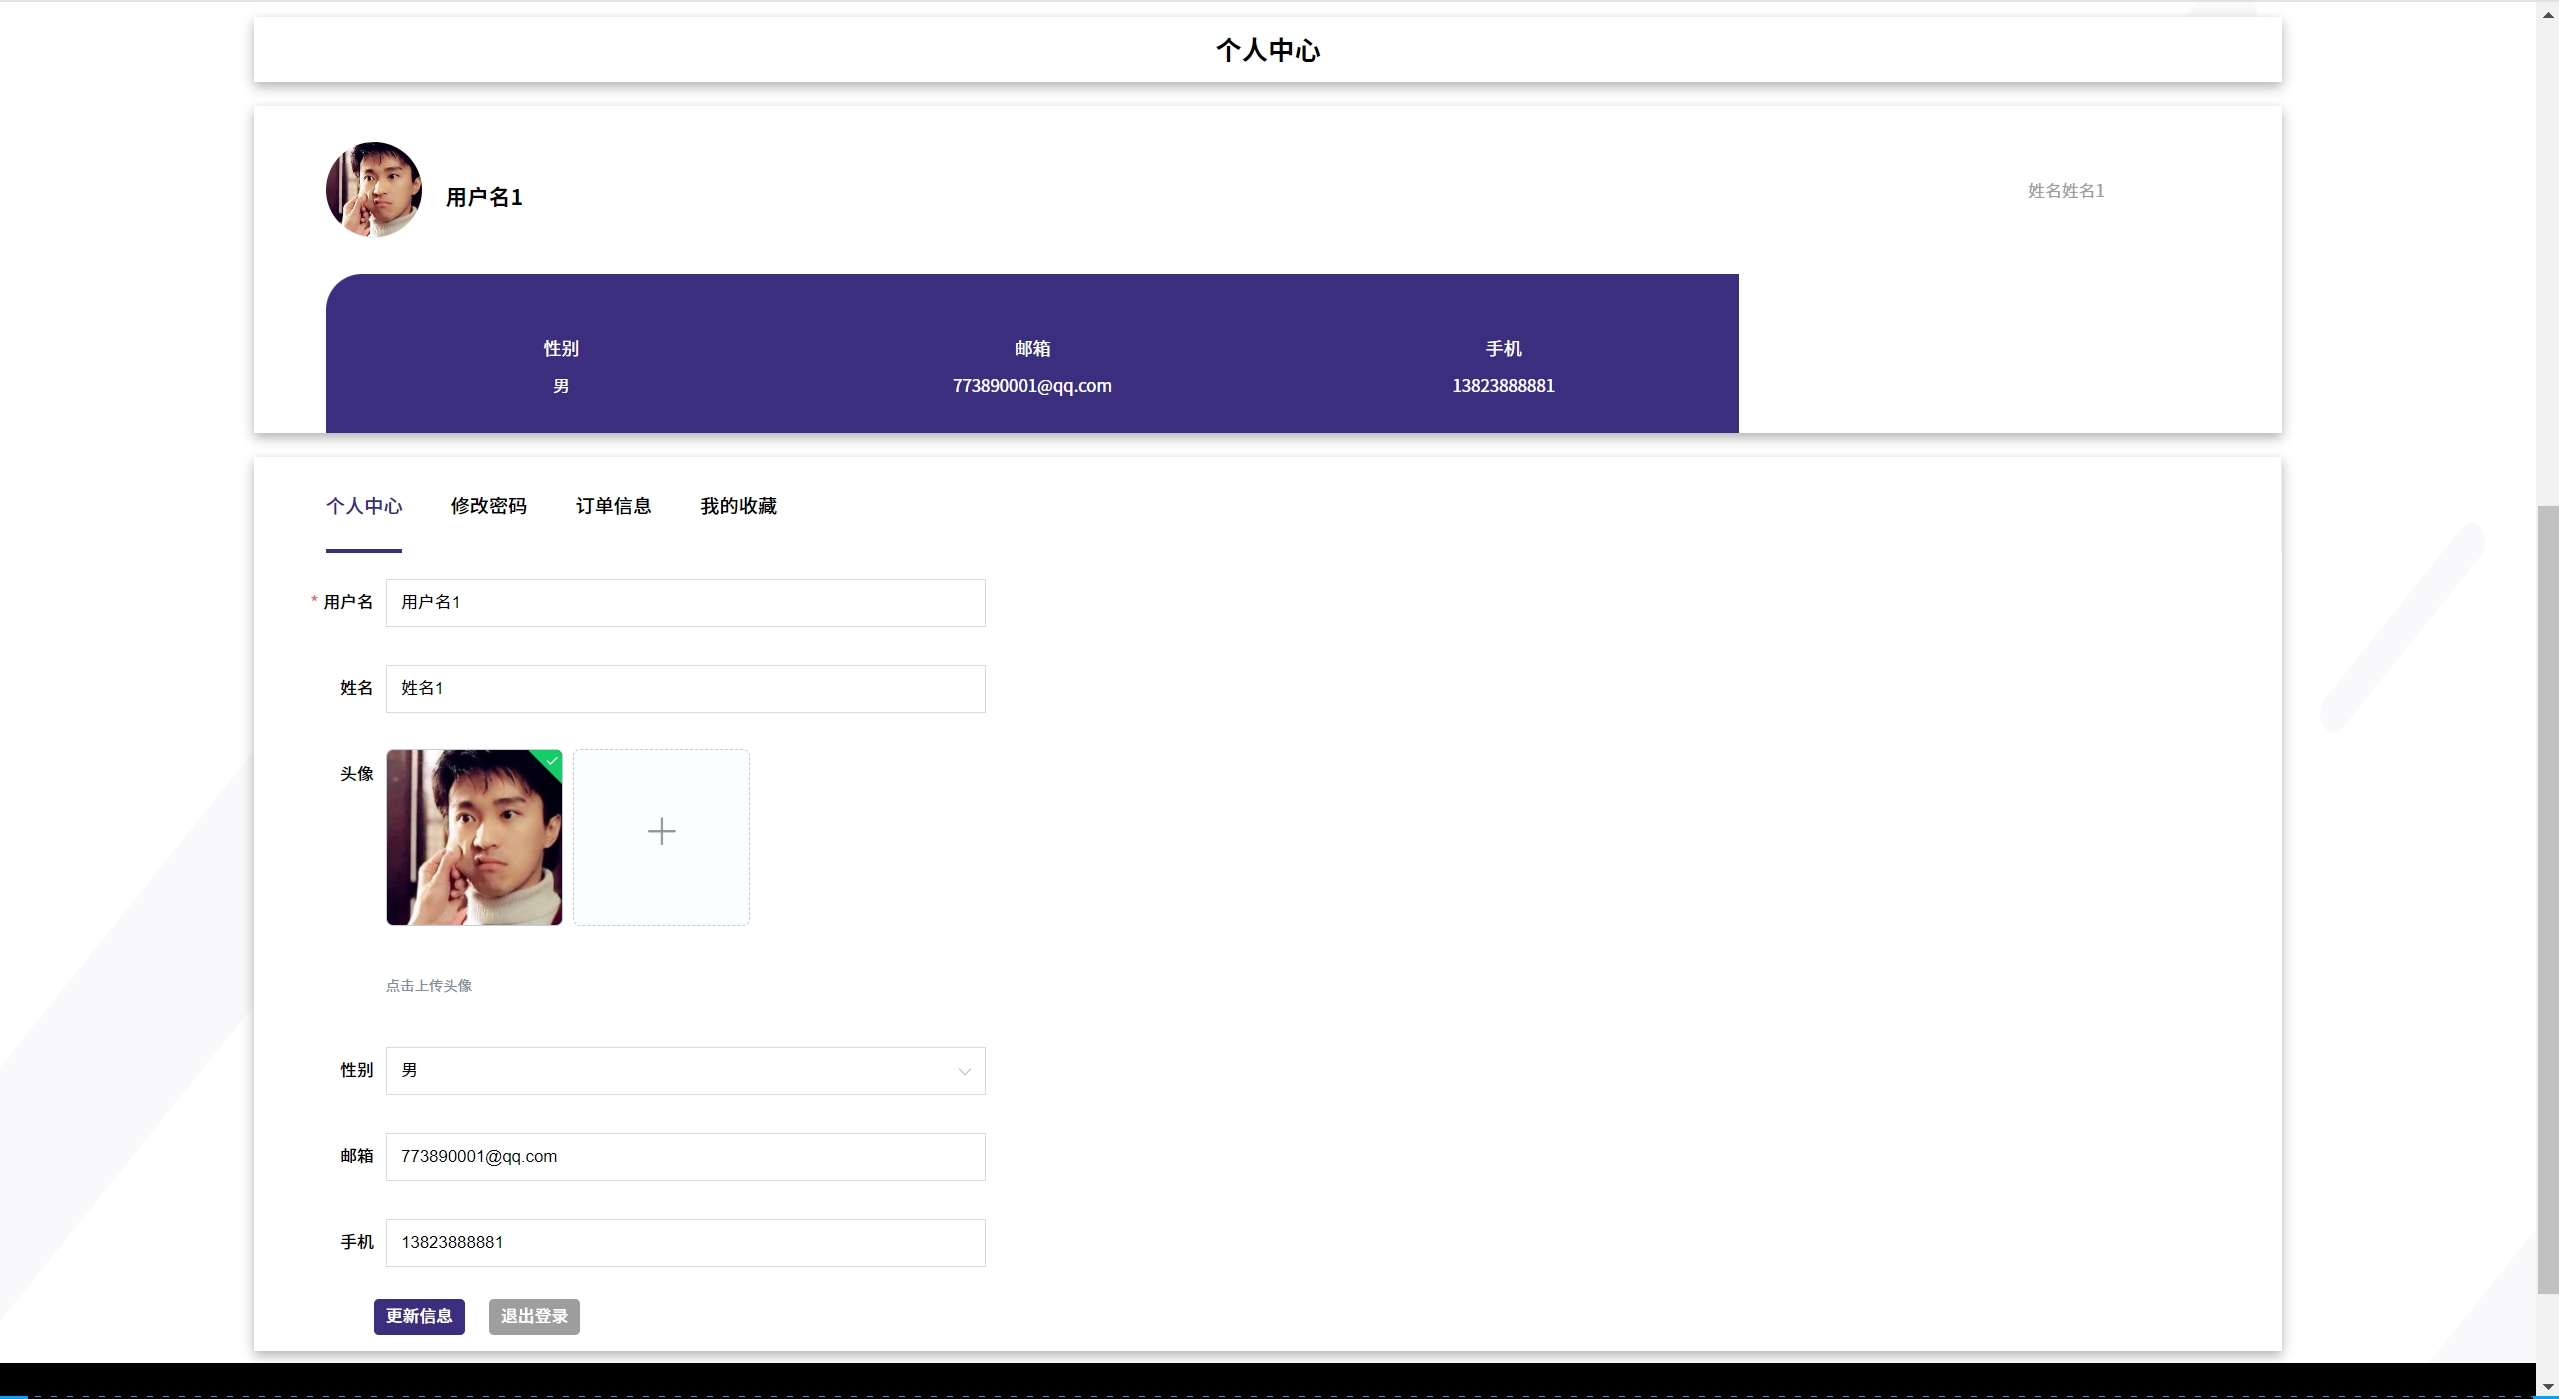 个人中心
用户名1
姓名姓名1
性别 邮箱 手机
男 773890001@qq.com 13823888881
个人中心 修改密码 订单信息 我的收藏
* 用户名 用户名1
姓名 姓名1
头像
点击上传头像
性别 男
邮箱 773890001@qq.com
手机 13823888881
更新信息 退出登录